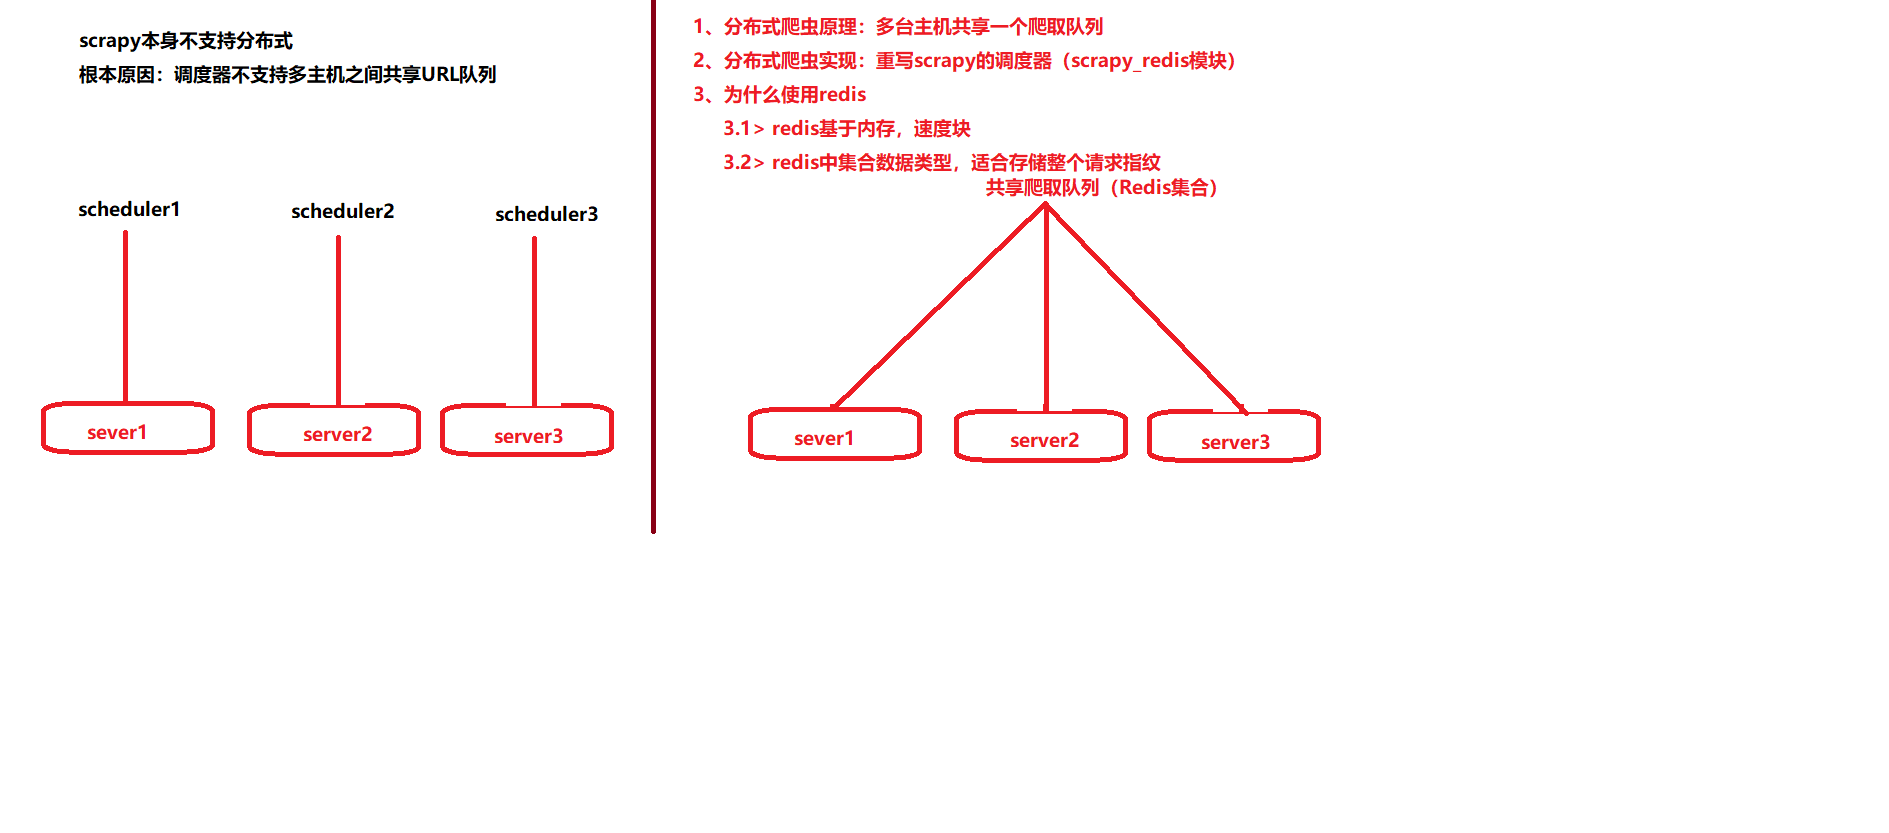 scrapy本身不支持分布式
根本原因：调度器不支持多主机之间共享URL队列
scheduler1
scheduler2
scheduler3
sever1
server2
server3
1、分布式爬虫原理：多台主机共享一个爬取队列
2、分布式爬虫实现：重写scrapy的调度器（scrapy_redis模块）
3、为什么使用redis
3.1> redis基于内存，速度块
3.2> redis中集合数据类型，适合存储整个请求指纹
共享爬取队列（Redis集合）
sever1
server2
server3